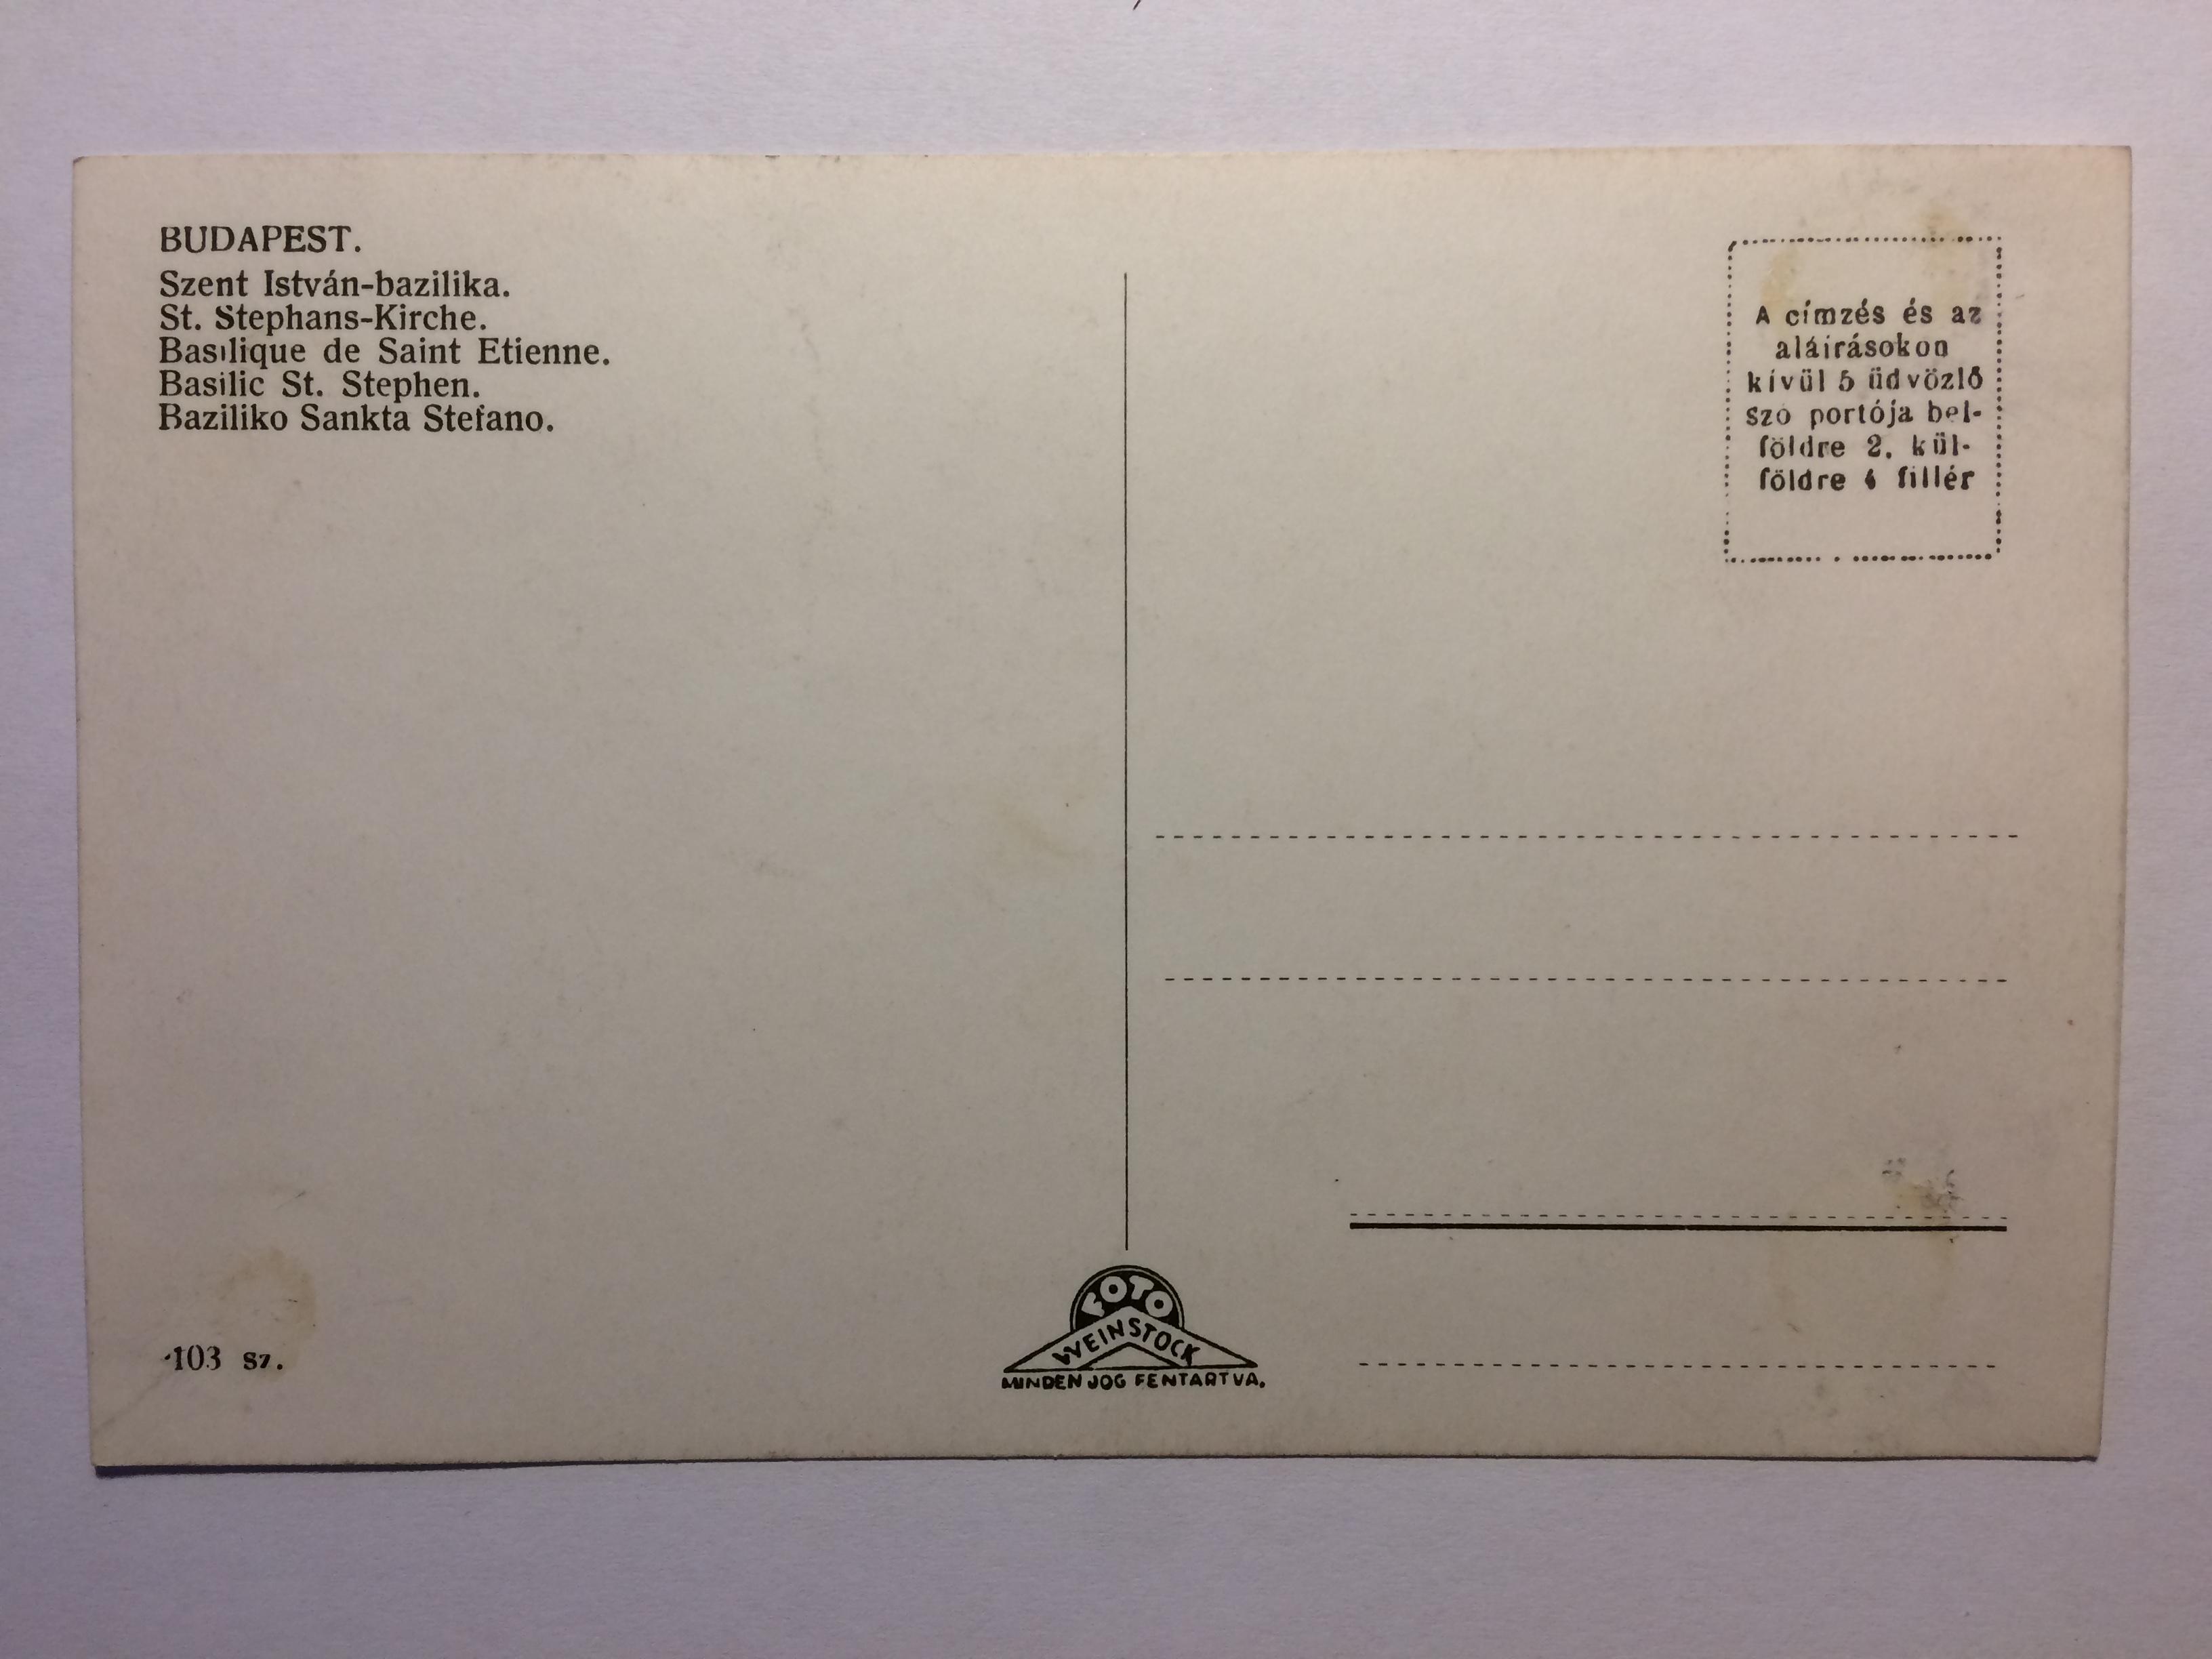 BUDAPEST.
Szent István-bazilika.
St. Stephans-Kirche.
Basilique de Saint Etienne.
Basilic St. Stephen.
Baziliko Sankta Stefano.
A címzés és az
aláírásokon
kívül 5 üdvözlő
szo portója bel-
földre 2, kül-
földre 4 fillér
103 sz.
FOTO
WEINSTOCK
MINDEN JOG FENTARTVA.